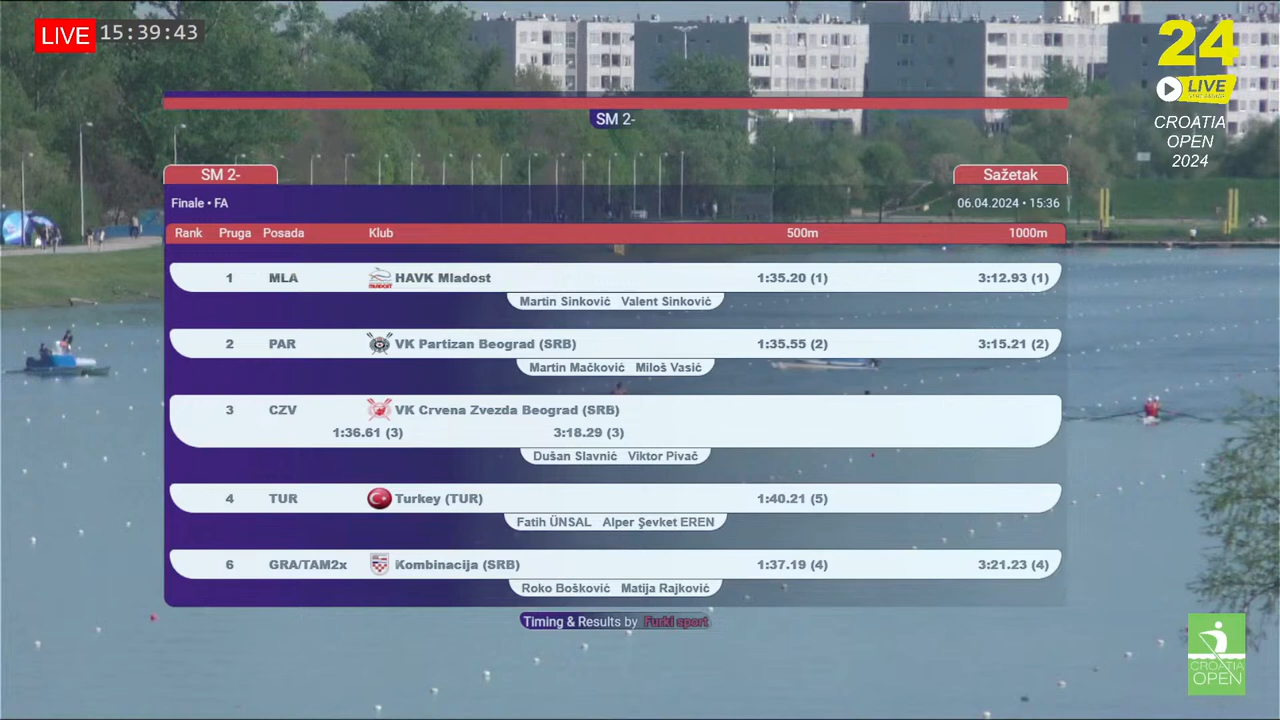 LIVE 15:39:43
24
LIVE
CROATIA
OPEN
2024
SM 2-
SM 2- Sažetak
Finale • FA 06.04.2024 • 15:36
Rank Pruga Posada Klub 500m 1000m
1 MLA HAVK Mladost 1:35.20 (1) 3:12.93 (1)
Martin Sinković Valent Sinković
2 PAR VK Partizan Beograd (SRB) 1:35.55 (2) 3:15.21 (2)
Martin Mačković Miloš Vasić
3 CZV VK Crvena Zvezda Beograd (SRB)
1:36.61 (3) 3:18.29 (3)
Dušan Slavnić Viktor Pivač
4 TUR Turkey (TUR) 1:40.21 (5)
Fatih ÜNSAL Alper Şevket EREN
6 GRA/TAM2x Kombinacija (SRB) 1:37.19 (4) 3:21.23 (4)
Roko Bošković Matija Rajković
Timing & Results by Furki sport
CROATIA
OPEN